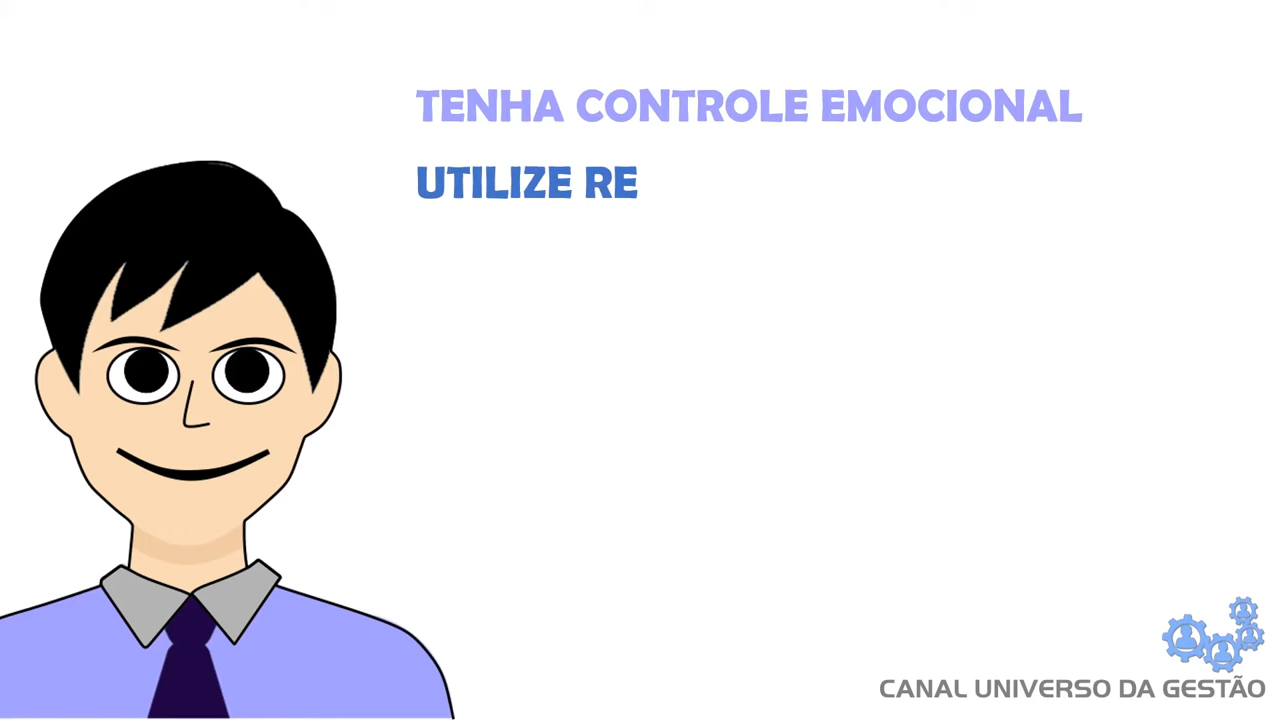 TENHA CONTROLE EMOCIONAL
UTILIZE RE
CANAL UNIVERSO DA GESTÃO